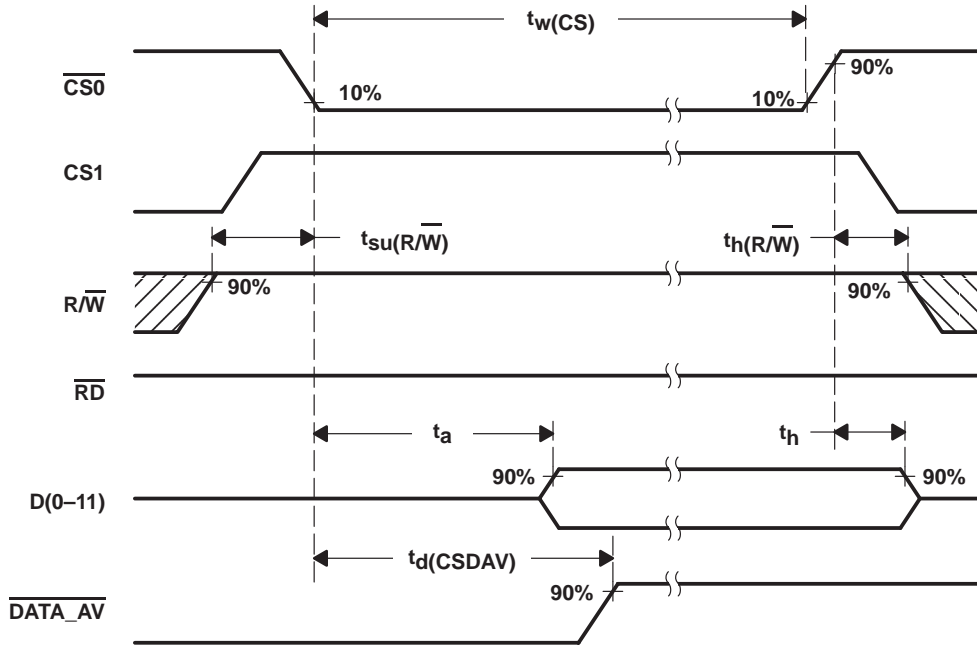 tw(CS)
CS0
10%
10%
90%
CS1
tsu(R/W)
th(R/W)
R/W
90%
90%
RD
ta
th
D(0–11)
90%
90%
td(CSDAV)
DATA_AV
90%